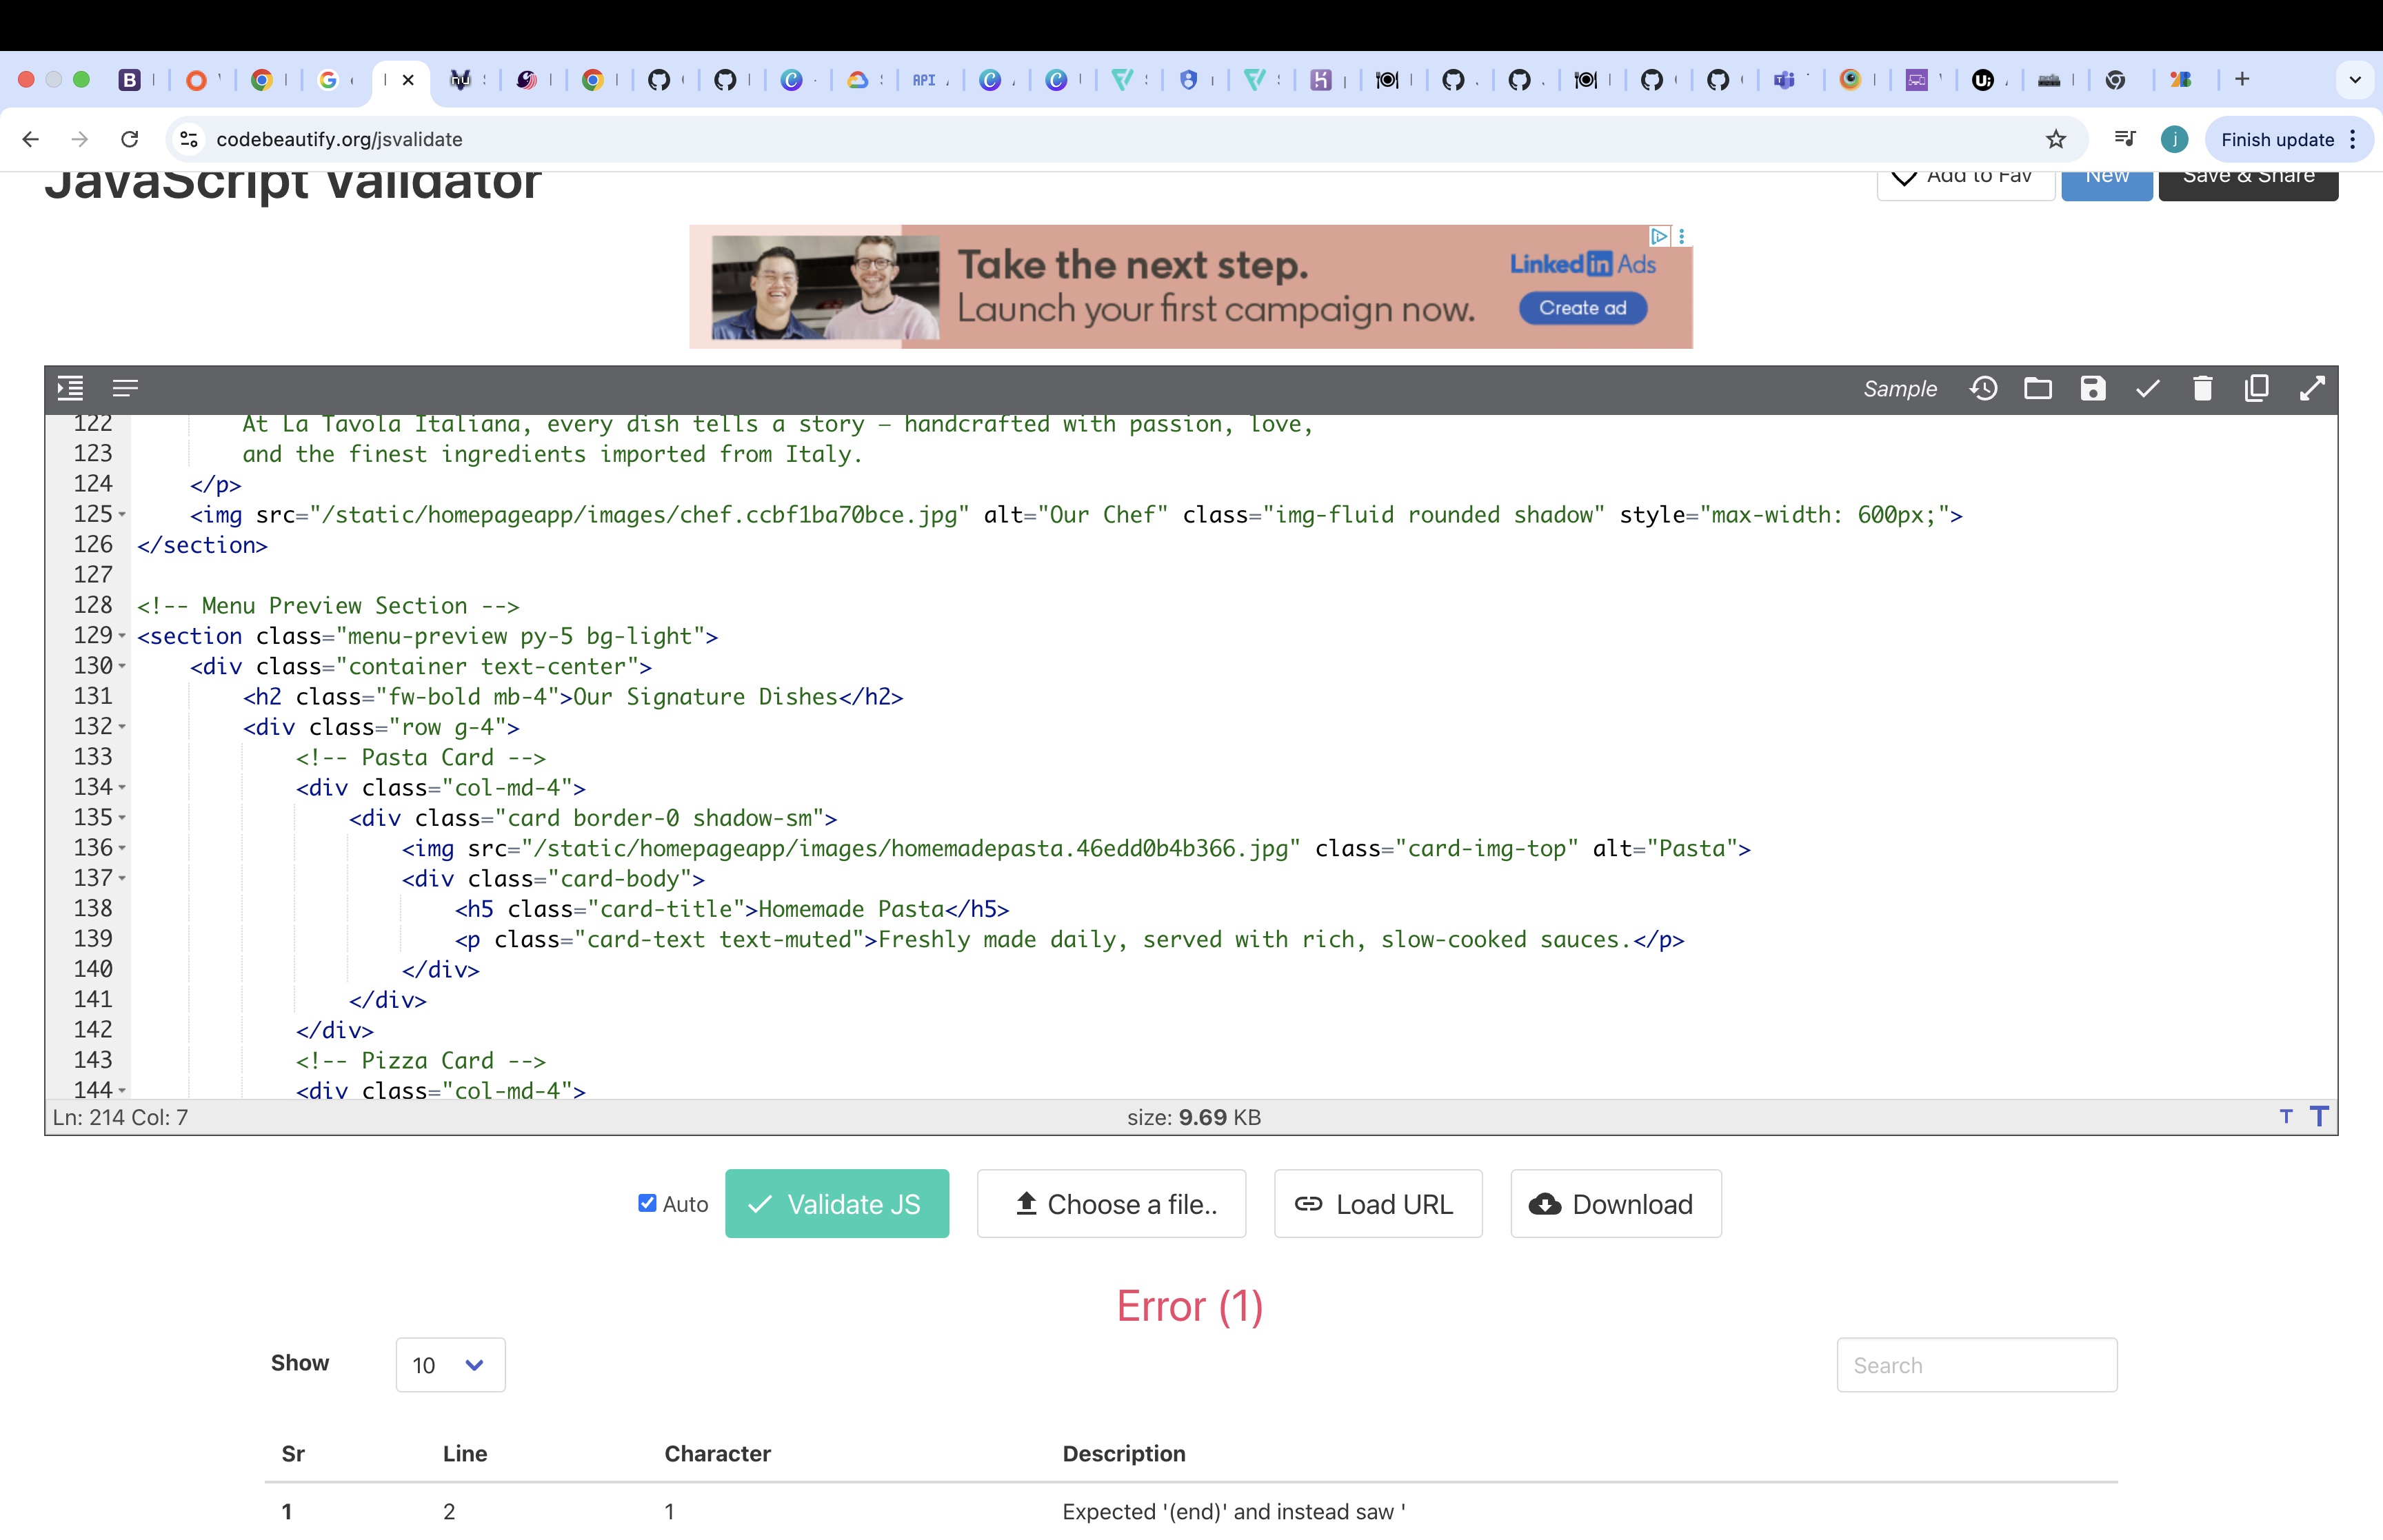 codebeautify.org/jsvalidate
Finish update
JavaScript Validator
Add to Fav
New
Save & Share
Take the next step.
Launch your first campaign now.
LinkedIn Ads
Create ad
Sample
122 At La Tavola Italiana, every dish tells a story – handcrafted with passion, love,
123 and the finest ingredients imported from Italy.
124 </p>
125 <img src="/static/homepageapp/images/chef.ccbf1ba70bce.jpg" alt="Our Chef" class="img-fluid rounded shadow" style="max-width: 600px;">
126 </section>
127
128 <!-- Menu Preview Section -->
129 <section class="menu-preview py-5 bg-light">
130 <div class="container text-center">
131 <h2 class="fw-bold mb-4">Our Signature Dishes</h2>
132 <div class="row g-4">
133 <!-- Pasta Card -->
134 <div class="col-md-4">
135 <div class="card border-0 shadow-sm">
136 <img src="/static/homepageapp/images/homemadepasta.46edd0b4b366.jpg" class="card-img-top" alt="Pasta">
137 <div class="card-body">
138 <h5 class="card-title">Homemade Pasta</h5>
139 <p class="card-text text-muted">Freshly made daily, served with rich, slow-cooked sauces.</p>
140 </div>
141 </div>
142 </div>
143 <!-- Pizza Card -->
144 <div class="col-md-4">
Ln: 214 Col: 7 size: 9.69 KB T T
Auto Validate JS Choose a file.. Load URL Download
Error (1)
Show 10 Search
Sr Line Character Description
1 2 1 Expected '(end)' and instead saw '